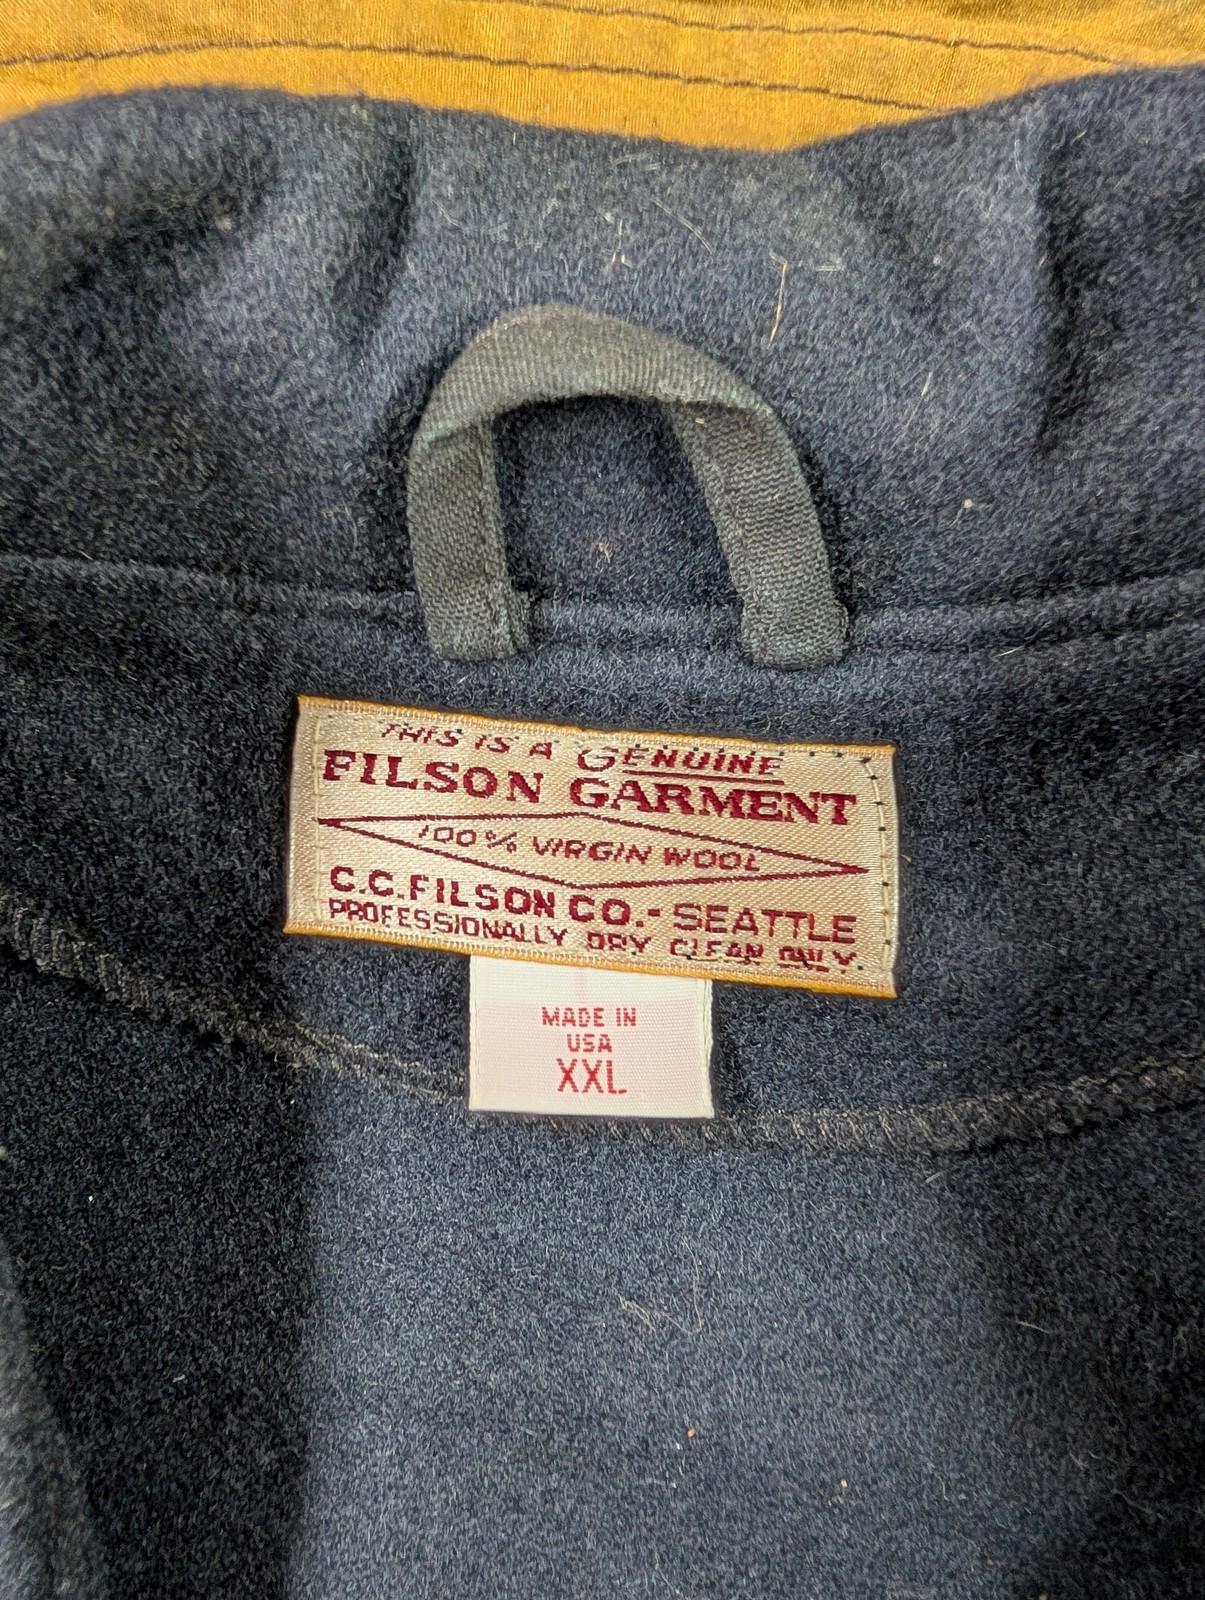 THIS IS A GENUINE
FILSON GARMENT
100% VIRGIN WOOL
C.C.FILSON CO.- SEATTLE
PROFESSIONALLY DRY CLEAN ONLY.
MADE IN
USA
XXL